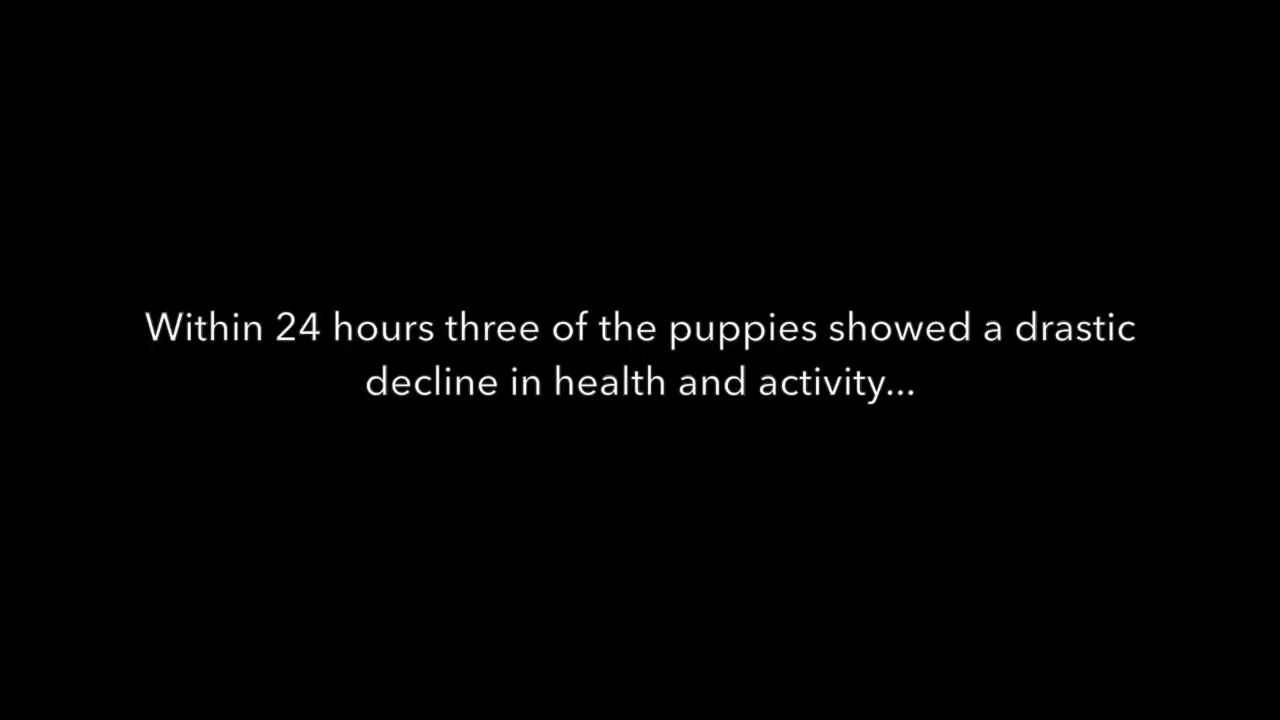 Within 24 hours three of the puppies showed a drastic
decline in health and activity...